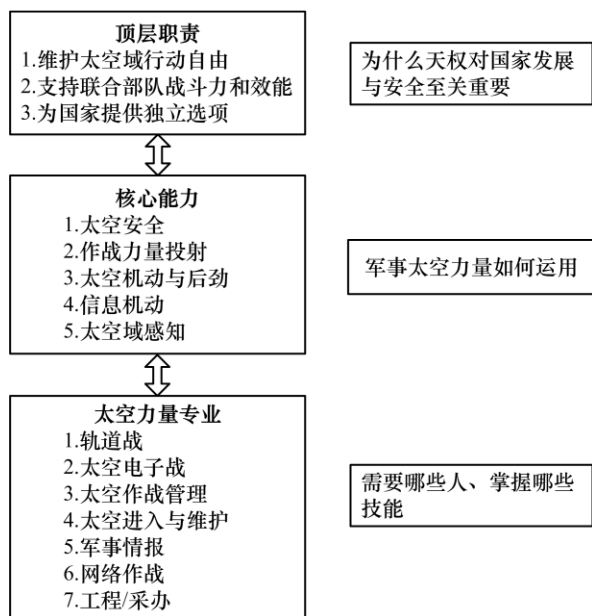 顶层职责
1.维护太空域行动自由
2.支持联合部队战斗力和效能
3.为国家提供独立选项
为什么天权对国家发展
与安全至关重要
核心能力
1.太空安全
2.作战力量投射
3.太空机动与后劲
4.信息机动
5.太空域感知
军事太空力量如何运用
太空力量专业
1.轨道战
2.太空电子战
3.太空作战管理
4.太空进入与维护
5.军事情报
6.网络作战
7.工程/采办
需要哪些人、掌握哪些
技能